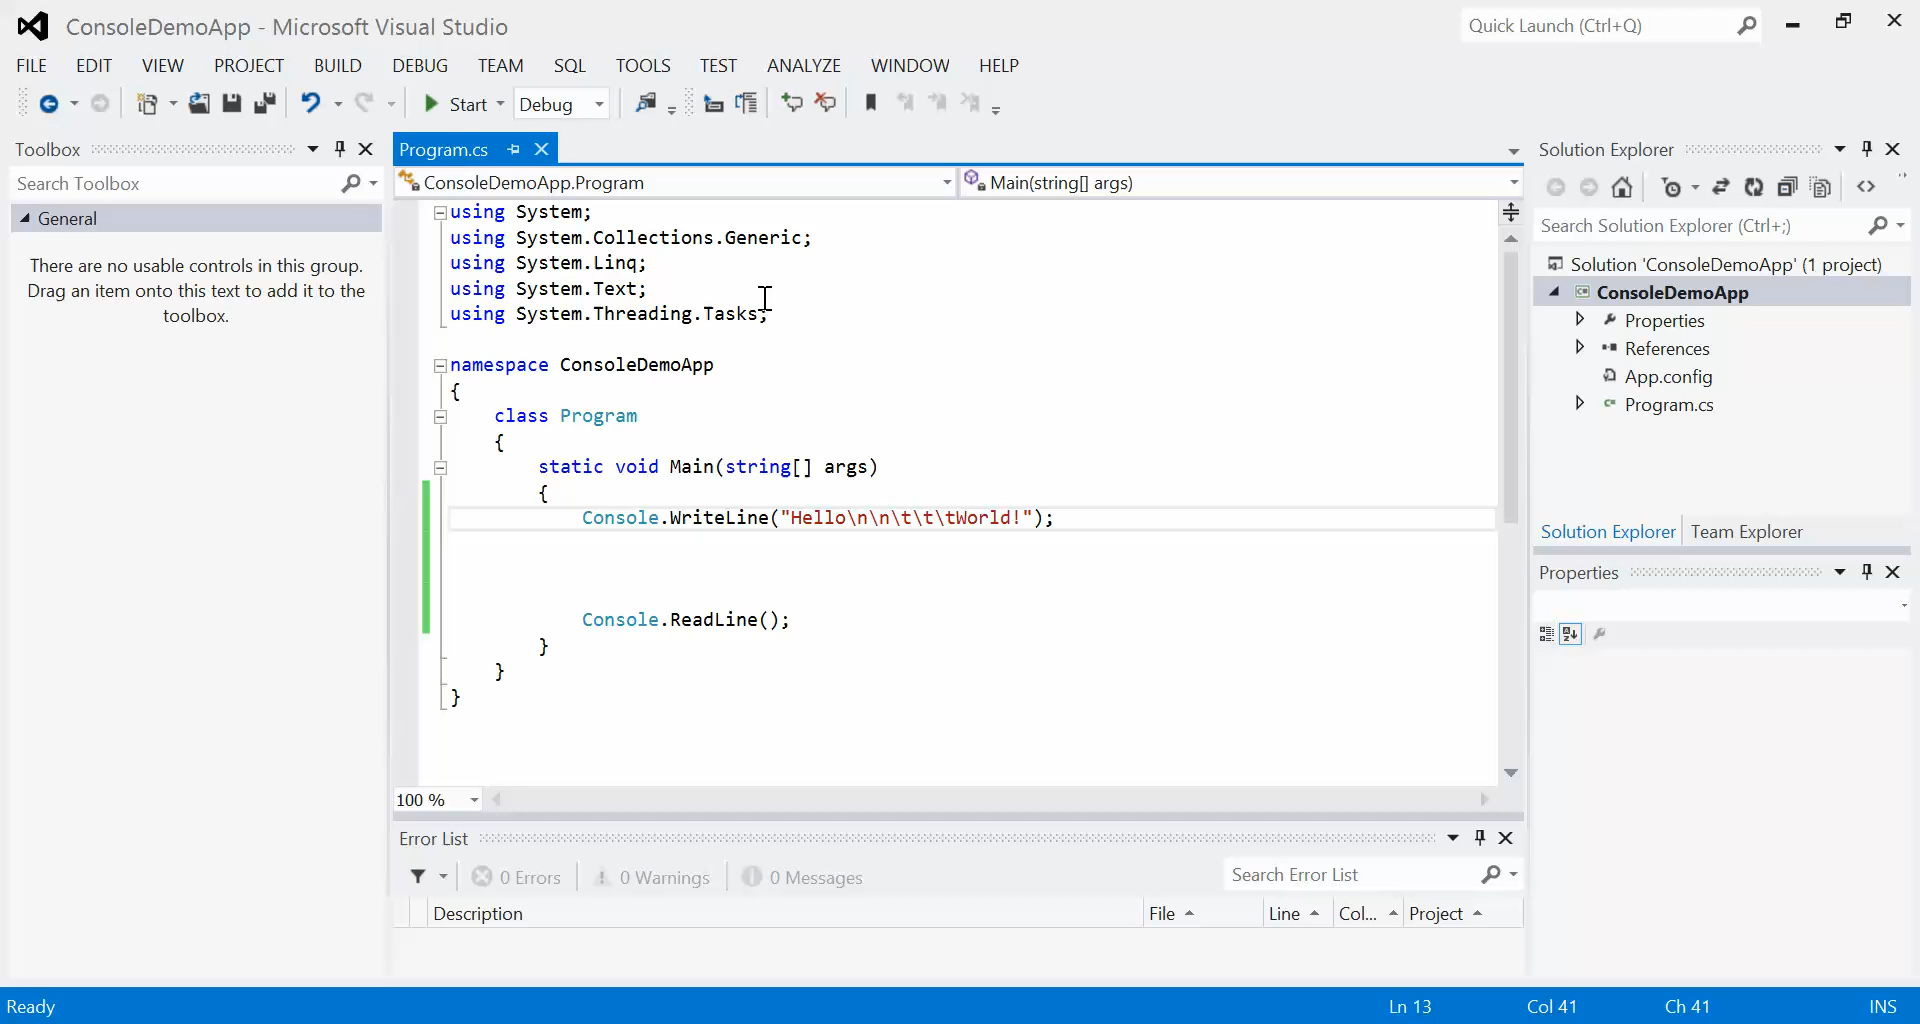 ConsoleDemoApp - Microsoft Visual Studio
Quick Launch (Ctrl+Q)
FILE EDIT VIEW PROJECT BUILD DEBUG TEAM SQL TOOLS TEST ANALYZE WINDOW HELP
Start Debug
Toolbox
Search Toolbox
General
There are no usable controls in this group.
Drag an item onto this text to add it to the
toolbox.
Program.cs
ConsoleDemoApp.Program
Main(string[] args)
using System;
using System.Collections.Generic;
using System.Linq;
using System.Text;
using System.Threading.Tasks;
namespace ConsoleDemoApp
{
class Program
{
static void Main(string[] args)
{
Console.WriteLine("Hello\n\n\t\t\tWorld!");
Console.ReadLine();
}
}
}
100 %
Error List
0 Errors
0 Warnings
0 Messages
Search Error List
Description File Line Col... Project
Solution Explorer
Search Solution Explorer (Ctrl+;)
Solution 'ConsoleDemoApp' (1 project)
ConsoleDemoApp
Properties
References
App.config
Program.cs
Solution Explorer Team Explorer
Properties
Ready Ln 13 Col 41 Ch 41 INS